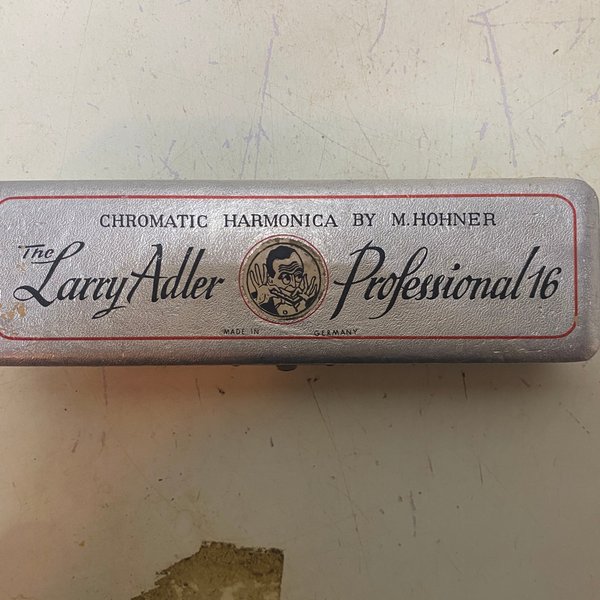 CHROMATIC HARMONICA BY M. HOHNER
The Larry Adler Professional 16
MADE IN GERMANY